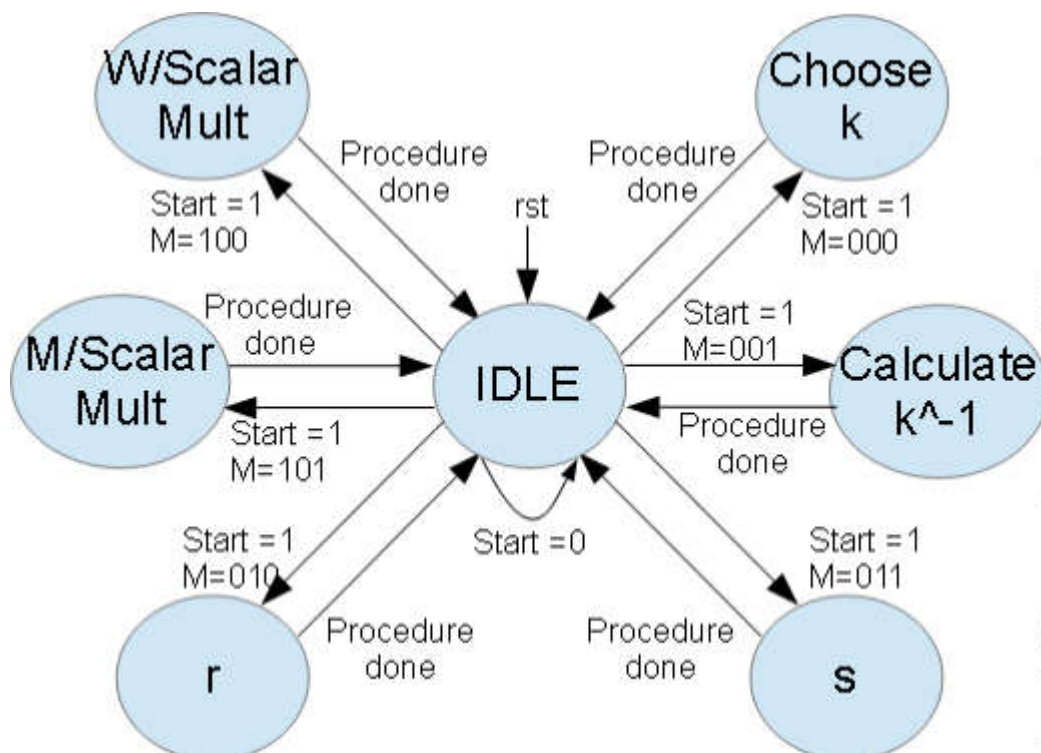 W/Scalar
Mult
Choose
k
Procedure
done
Procedure
done
rst
Start =1
M=100
Start =1
M=000
M/Scalar
Mult
Procedure
done
IDLE
Start =1
M=001
Calculate
k^-1
Start =1
M=101
Procedure
done
Start =0
Start =1
M=010
Start =1
M=011
r
Procedure
done
Procedure
done
s